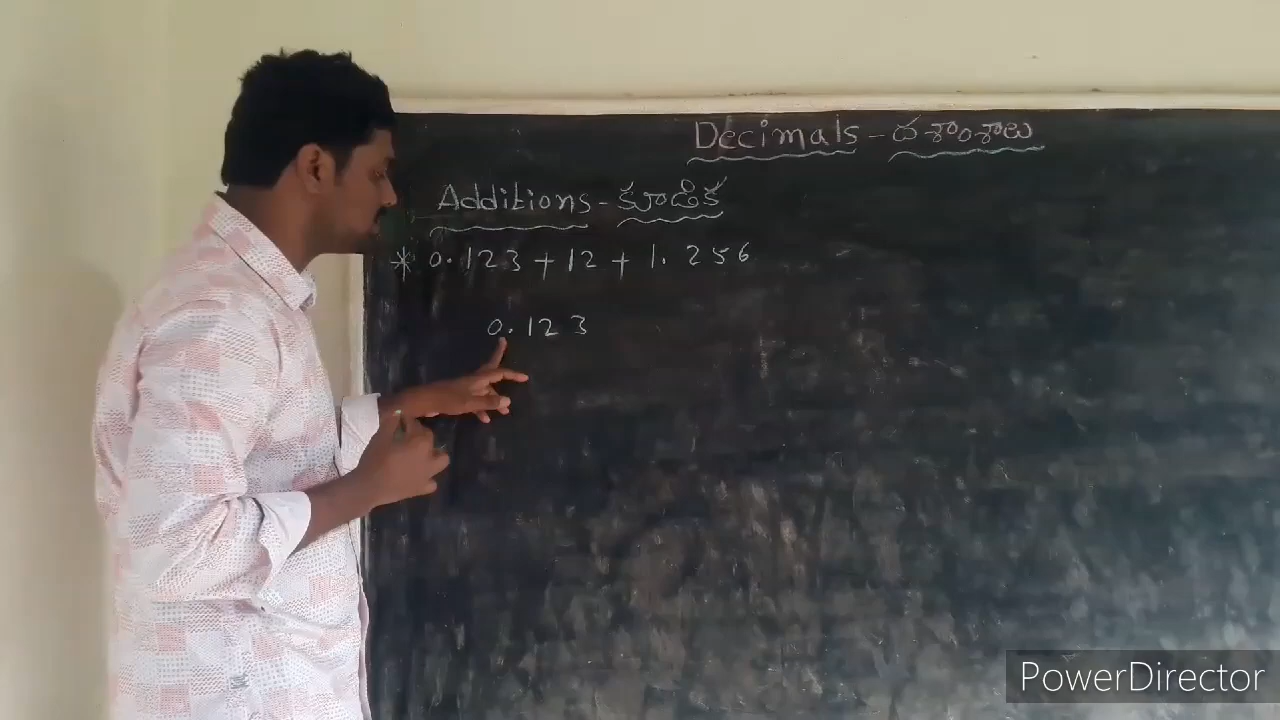 Decimals - దశాంశాలు
Additions - కూడిక
* 0.123 + 12 + 1.256
0.123
PowerDirector